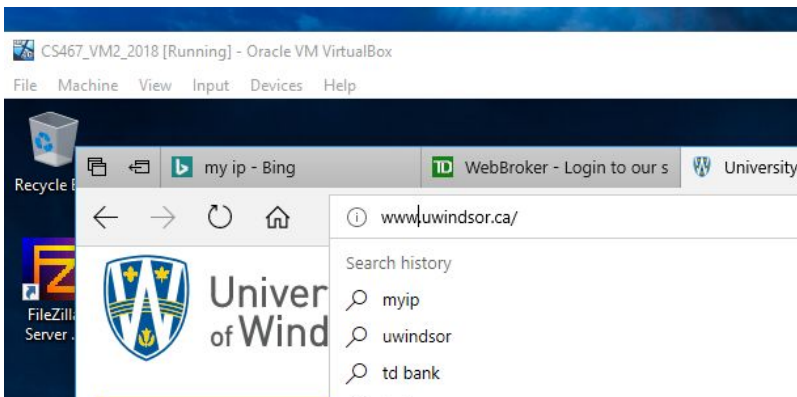 CS467_VM2_2018 [Running] - Oracle VM VirtualBox
File Machine View Input Devices Help
my ip - Bing
WebBroker - Login to our s
University
Recycle
www.uwindsor.ca/
Search history
myip
uwindsor
td bank
Univer
of Wind
FileZill
Server